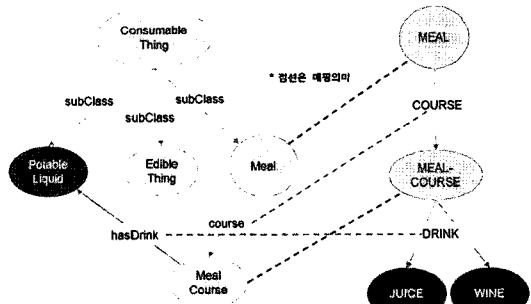 Consumable
Thing
MEAL
* 점선은 매핑의미
subClass
subClass
COURSE
subClass
Potable
Liquid
Edible
Thing
Meal
MEAL-
COURSE
course
hasDrink
DRINK
Meal
Course
JUICE
WINE